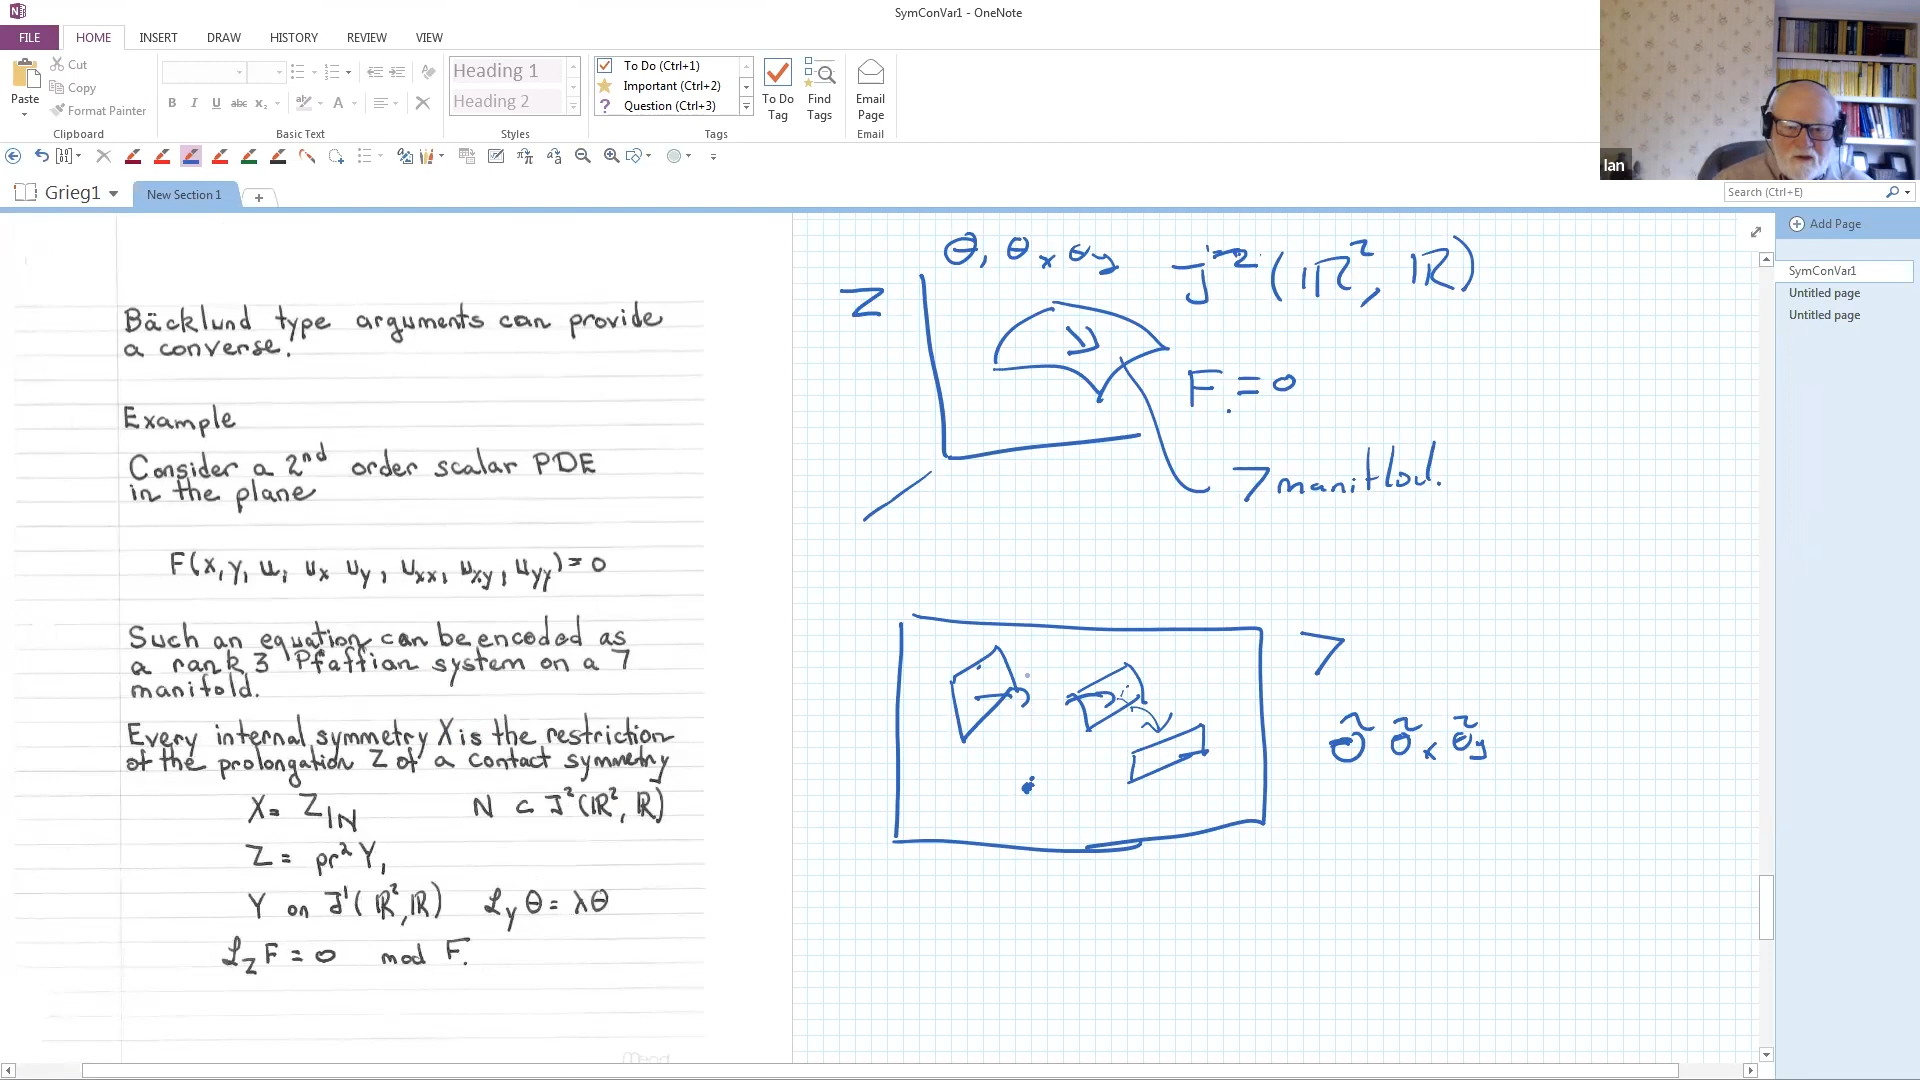 SymConVar1 - OneNote
FILE
HOME
INSERT
DRAW
HISTORY
REVIEW
VIEW
Paste
Cut
Copy
Format Painter
Clipboard
B I U abc x₂
A
Basic Text
Heading 1
Heading 2
Styles
To Do (Ctrl+1)
Important (Ctrl+2)
? Question (Ctrl+3)
Tags
To Do Tag
Find Tags
Email Page
Email
Ian
Grieg1
New Section 1
Search (Ctrl+E)
Add Page
SymConVar1
Untitled page
Untitled page
Bäcklund type arguments can provide
a converse.
Example
Consider a 2nd order scalar PDE
in the plane
F(x, y, u, ux uy, uxx, uxy, uyy) = 0
Such an equation can be encoded as
a rank 3 Pfaffian system on a 7
manifold.
Every internal symmetry X is the restriction
of the prolongation Z of a contact symmetry
X = Z|N N ⊂ J²(ℝ², ℝ)
Z = pr² Y,
Y on J¹(ℝ², ℝ) ℒY θ = λθ
ℒZ F = 0 mod F.
Mead
θ, θx θy J²(ℝ², ℝ)
Z
F = 0
7 manifold.
7
θ̃ θ̃x θ̃y